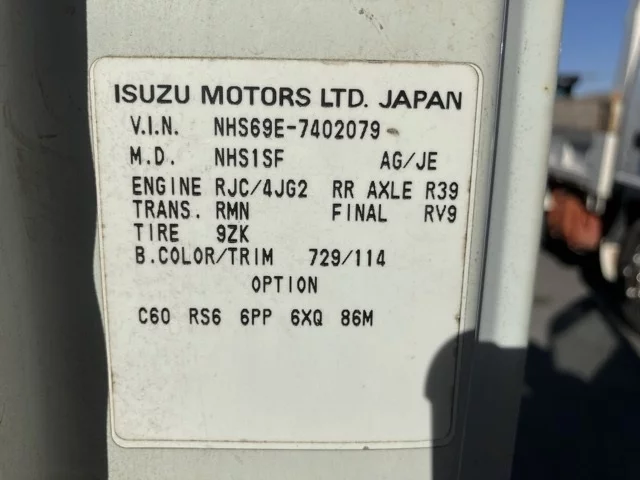 ISUZU MOTORS LTD. JAPAN
V.I.N. NHS69E-7402079
M.D. NHS1SF AG/JE
ENGINE RJC/4JG2 RR AXLE R39
TRANS. RMN FINAL RV9
TIRE 9ZK
B.COLOR/TRIM 729/114
OPTION
C60 RS6 6PP 6XQ 86M